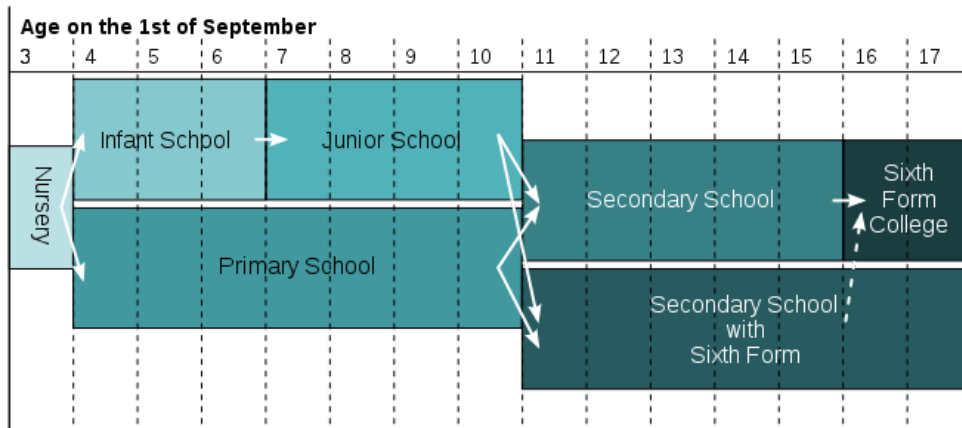 Age on the 1st of September
3 4 5 6 7 8 9 10 11 12 13 14 15 16 17
Infant School
Junior School
Nursery
Primary School
Secondary School
Sixth
Form
College
Secondary School
with
Sixth Form